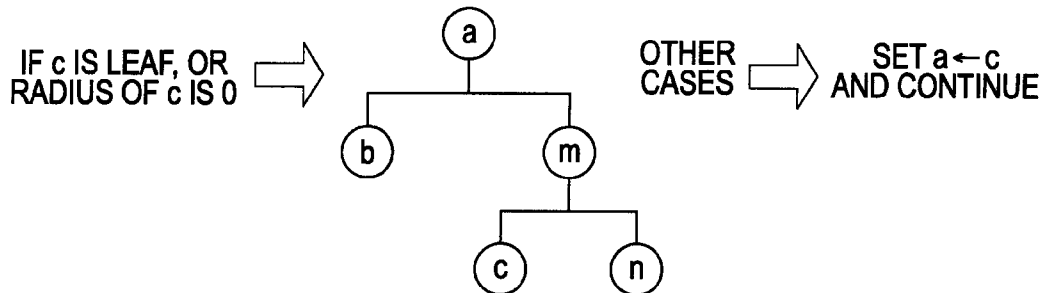 IF c IS LEAF, OR
RADIUS OF c IS 0
a
b
m
c
n
OTHER
CASES
SET a ← c
AND CONTINUE